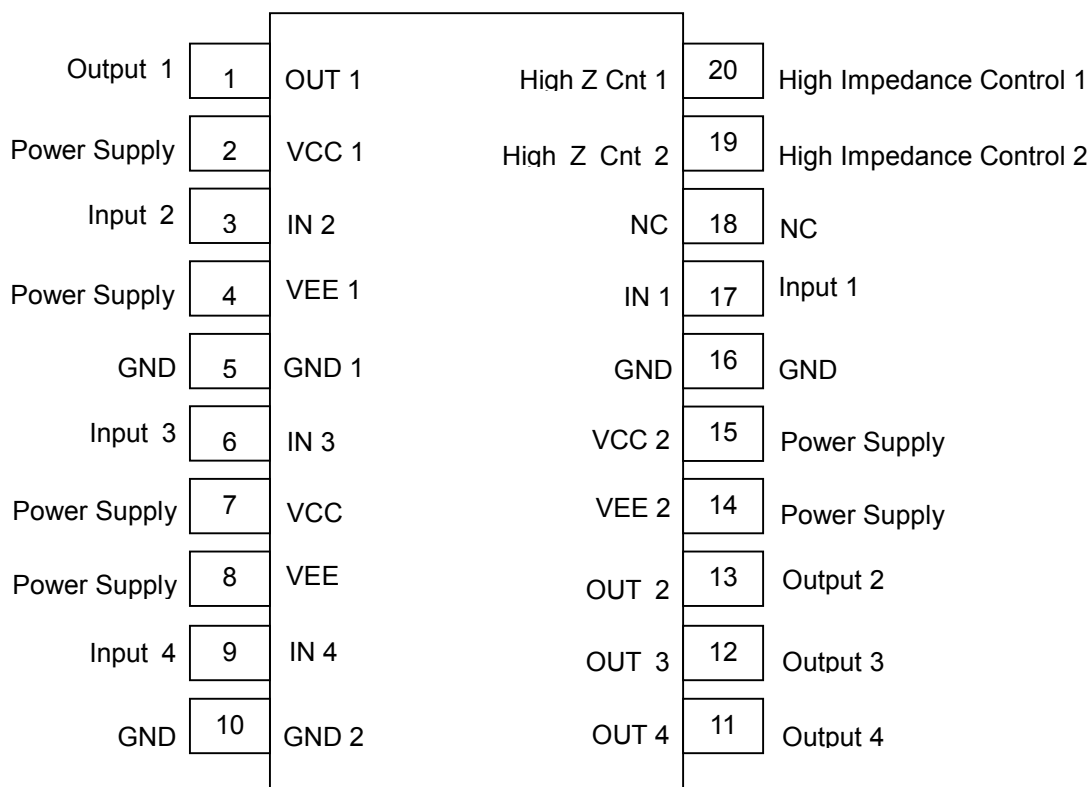 Output 1 1 OUT 1 High Z Cnt 1 20 High Impedance Control 1
Power Supply 2 VCC 1 High Z Cnt 2 19 High Impedance Control 2
Input 2 3 IN 2 NC 18 NC
Power Supply 4 VEE 1 IN 1 17 Input 1
GND 5 GND 1 GND 16 GND
Input 3 6 IN 3 VCC 2 15 Power Supply
Power Supply 7 VCC VEE 2 14 Power Supply
Power Supply 8 VEE OUT 2 13 Output 2
Input 4 9 IN 4 OUT 3 12 Output 3
GND 10 GND 2 OUT 4 11 Output 4